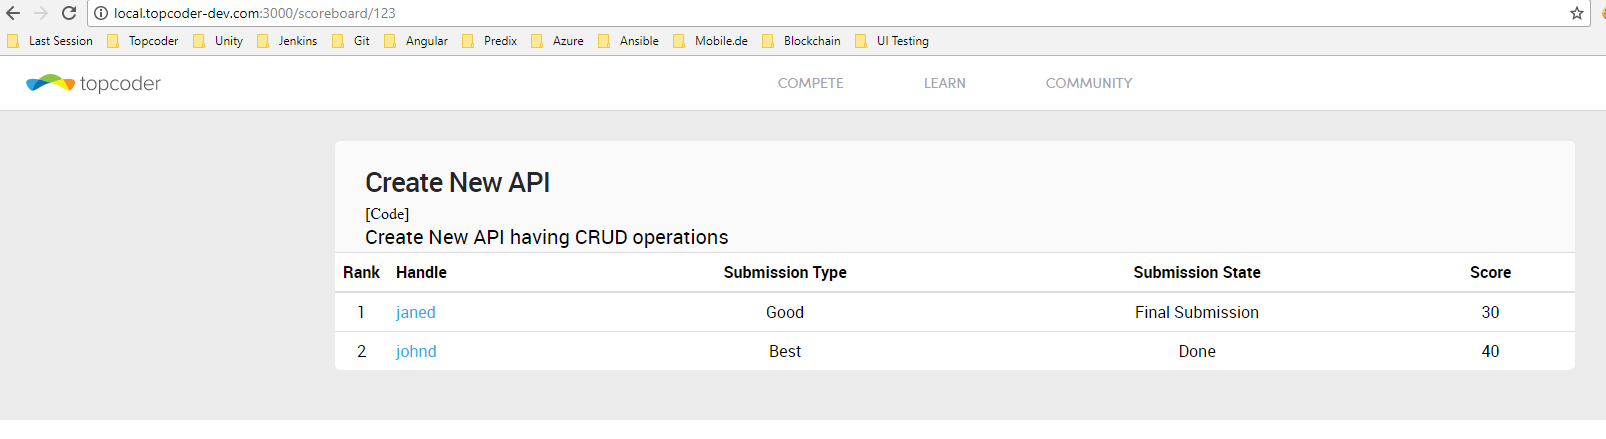 local.topcoder-dev.com:3000/scoreboard/123
Last Session Topcoder Unity Jenkins Git Angular Predix Azure Ansible Mobile.de Blockchain UI Testing
topcoder COMPETE LEARN COMMUNITY
Create New API
[Code]
Create New API having CRUD operations
Rank Handle Submission Type Submission State Score
1 janed Good Final Submission 30
2 johnd Best Done 40